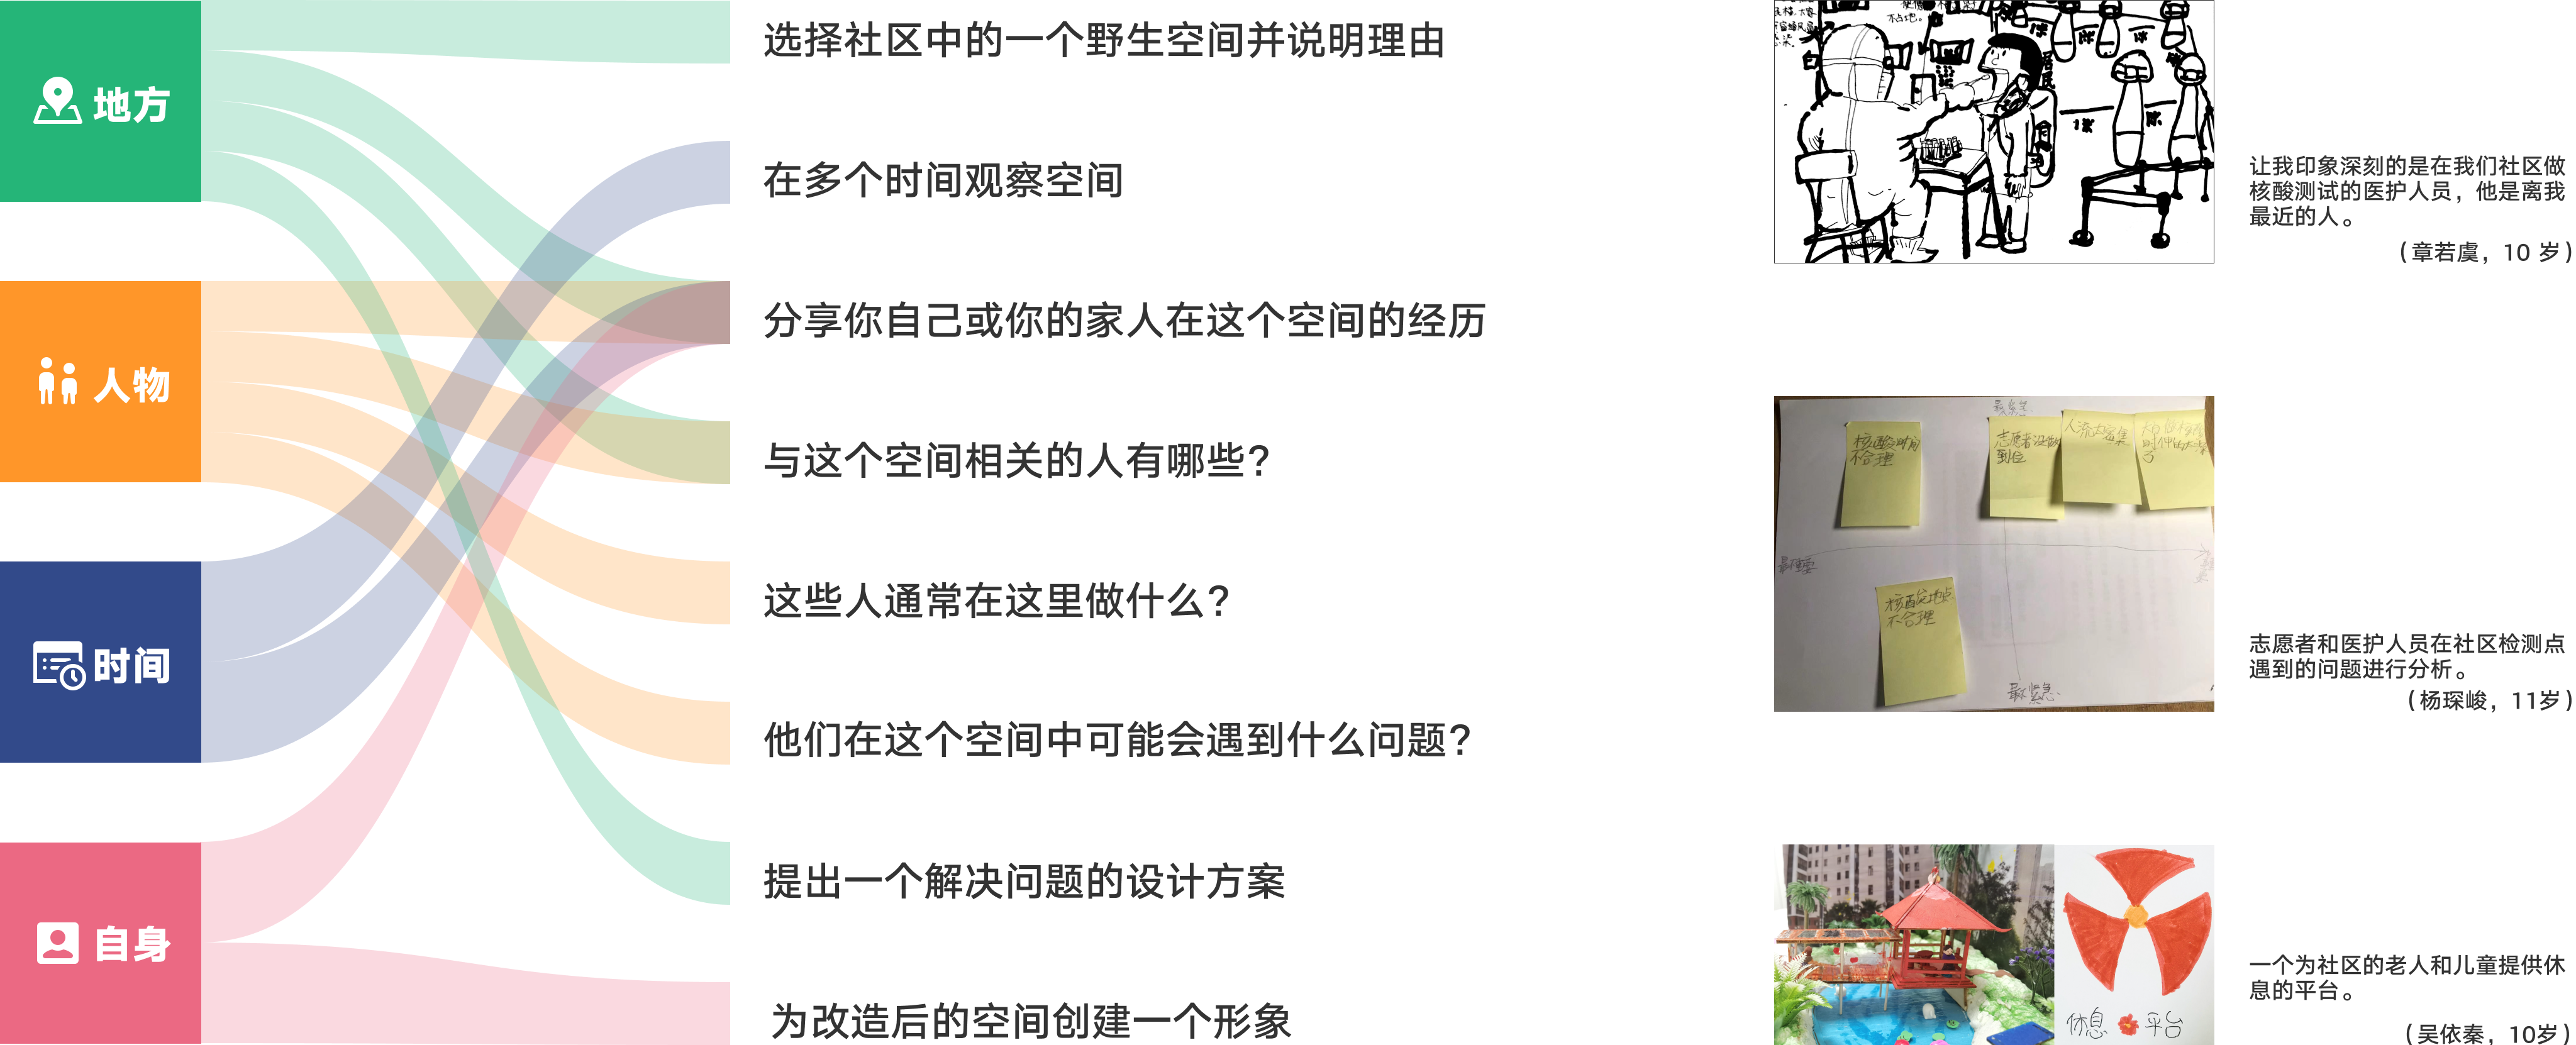 地方
人物
时间
自身
选择社区中的一个野生空间并说明理由
在多个时间观察空间
分享你自己或你的家人在这个空间的经历
与这个空间相关的人有哪些?
这些人通常在这里做什么?
他们在这个空间中可能会遇到什么问题?
提出一个解决问题的设计方案
为改造后的空间创建一个形象
不占地。
大白
居民
让我印象深刻的是在我们社区做
核酸测试的医护人员，他是离我
最近的人。
（章若虞，10 岁）
核酸时间
不合理
志愿者没做
到位
人流太密集
核酸地点
不合理
志愿者和医护人员在社区检测点
遇到的问题进行分析。
（杨琛峻，11岁）
休息 平台
一个为社区的老人和儿童提供休
息的平台。
（吴依秦，10岁）